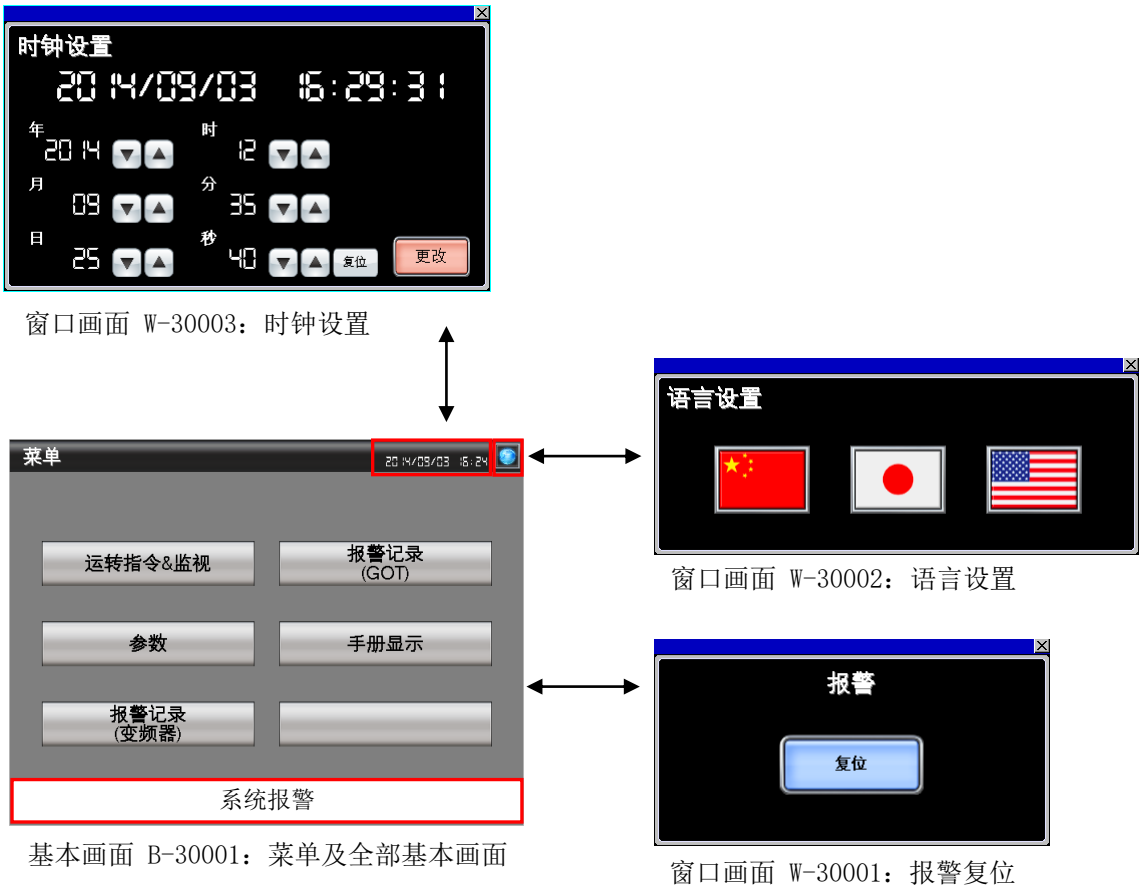 时钟设置
2014/09/03 16:29:31
年 时
2014 12
月 分
09 35
日 秒
25 40 复位 更改
窗口画面 W-30003：时钟设置
语言设置
窗口画面 W-30002：语言设置
菜单 2014/09/03 16:24
运转指令&监视
报警记录
(GOT)
参数
手册显示
报警记录
(变频器)
系统报警
基本画面 B-30001：菜单及全部基本画面
报警
复位
窗口画面 W-30001：报警复位